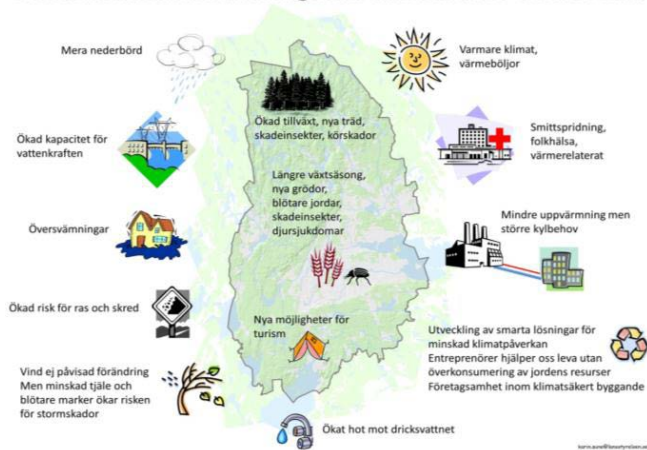 Mera nederbörd
Varmare klimat,
värmeböljor
Ökad tillväxt, nya träd,
skadeinsekter, körskador
Ökad kapacitet för
vattenkraften
Smittspridning,
folkhälsa,
värmerelaterat
Längre växtsäsong,
nya grödor,
blötare jordar,
skadeinsekter,
djursjukdomar
Översvämningar
Mindre uppvärmning men
större kylbehov
Ökad risk för ras och skred
Nya möjligheter för
turism
Utveckling av smarta lösningar för
minskad klimatpåverkan
Entreprenörer hjälper oss leva utan
överkonsumering av jordens resurser
Företagsamhet inom klimatsäkert byggande
Vind ej påvisad förändring
Men minskad tjäle och
blötare marker ökar risken
för stormskador
Ökat hot mot dricksvattnet